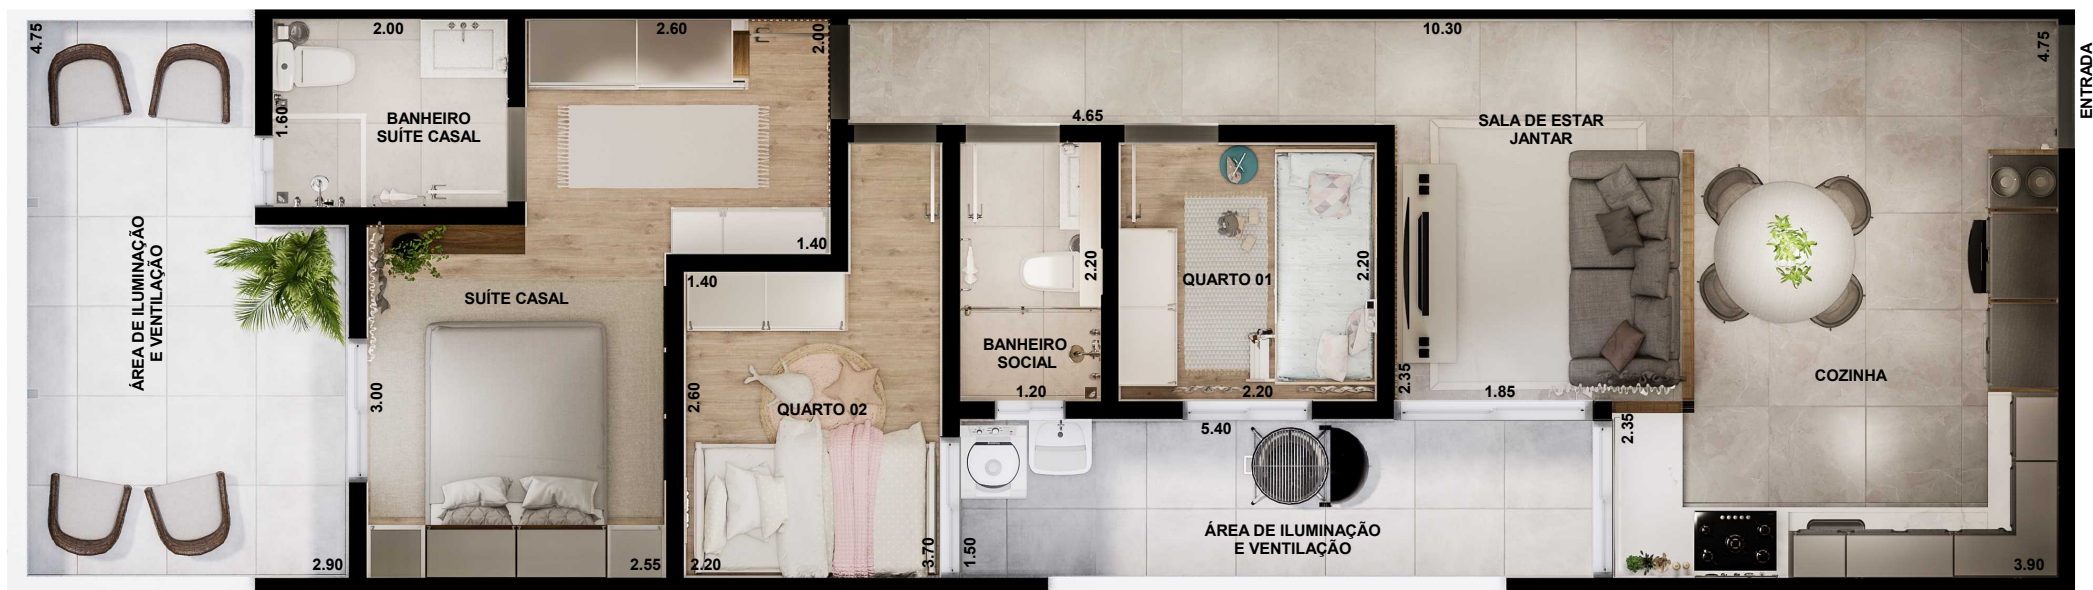 4.75
2.00
2.60
2.00
10.30
4.75
ENTRADA
1.60
BANHEIRO
SUÍTE CASAL
4.65
SALA DE ESTAR
JANTAR
ÁREA DE ILUMINAÇÃO
E VENTILAÇÃO
1.40
SUÍTE CASAL
1.40
2.20
QUARTO 01
2.20
3.00
2.60
QUARTO 02
BANHEIRO
SOCIAL
1.20
2.20
2.35
1.85
COZINHA
5.40
2.35
ÁREA DE ILUMINAÇÃO
E VENTILAÇÃO
2.90
2.55
2.20
3.70
1.50
3.90